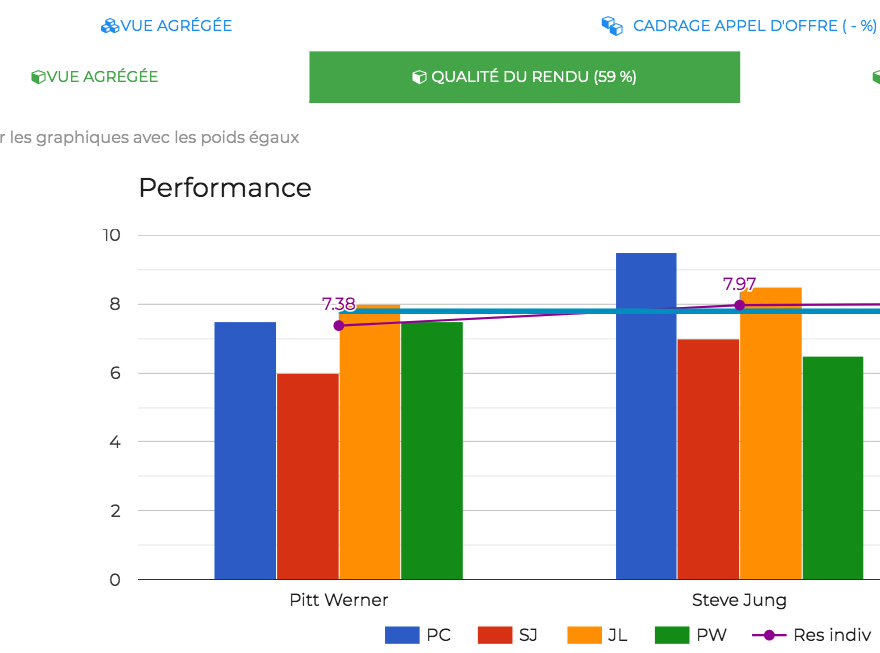 VUE AGRÉGÉE
CADRAGE APPEL D'OFFRE ( - %)
VUE AGRÉGÉE
QUALITÉ DU RENDU (59 %)
les graphiques avec les poids égaux
Performance
10
8
6
4
2
0
7.38
7.97
Pitt Werner
Steve Jung
PC
SJ
JL
PW
Res indiv